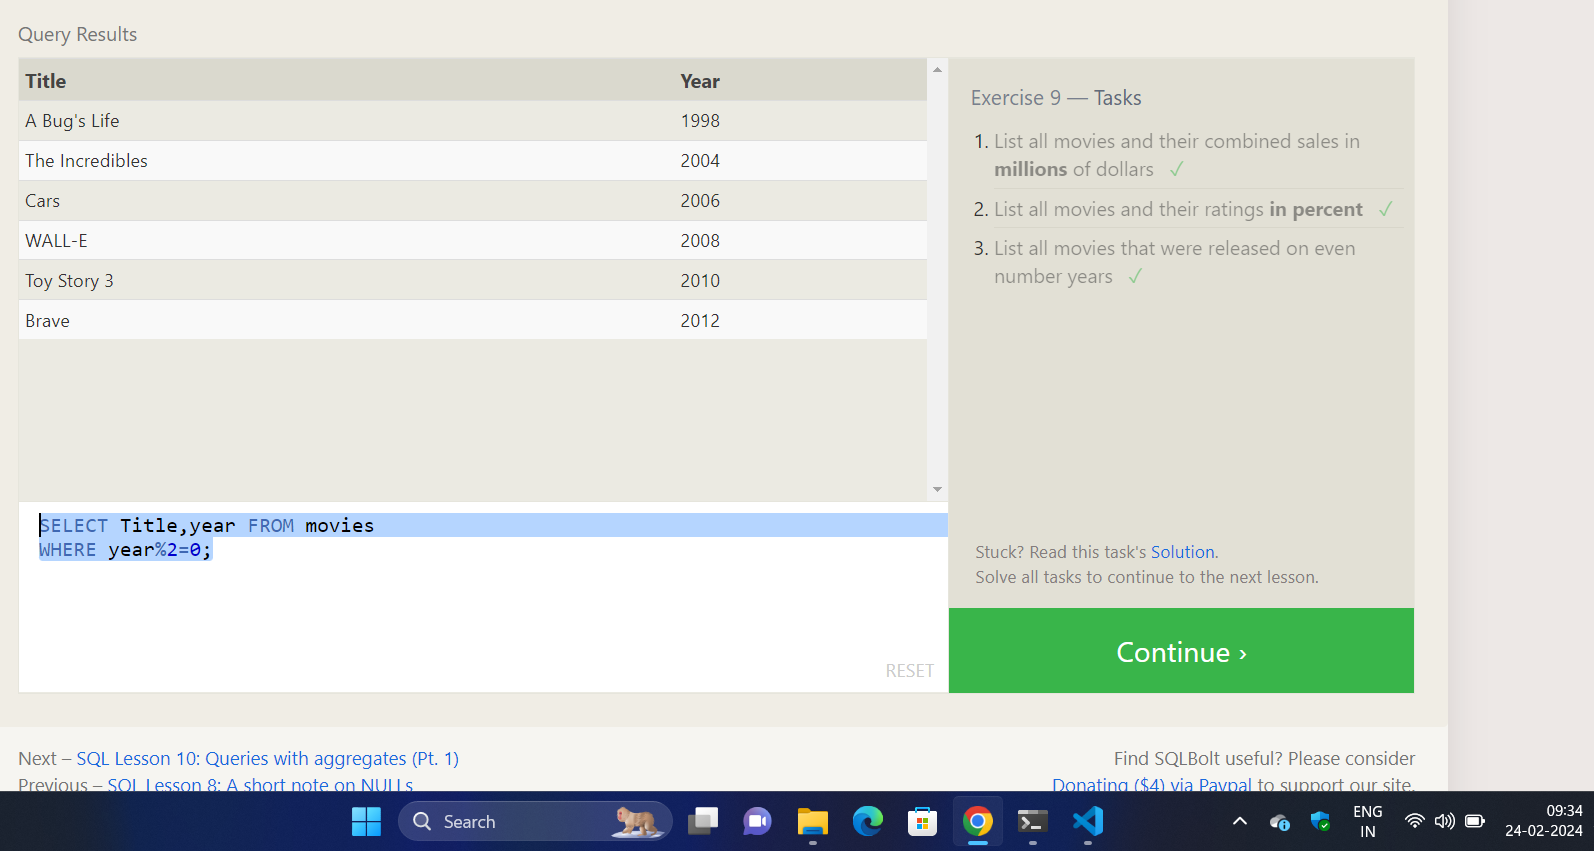 Query Results
Title Year
A Bug's Life 1998
The Incredibles 2004
Cars 2006
WALL-E 2008
Toy Story 3 2010
Brave 2012
SELECT Title,year FROM movies
WHERE year%2=0;
RESET
Exercise 9 — Tasks
1. List all movies and their combined sales in
millions of dollars ✓
2. List all movies and their ratings in percent ✓
3. List all movies that were released on even
number years ✓
Stuck? Read this task's Solution.
Solve all tasks to continue to the next lesson.
Continue ›
Next – SQL Lesson 10: Queries with aggregates (Pt. 1)
Previous – SQL Lesson 8: A short note on NULLs
Find SQLBolt useful? Please consider
Donating ($4) via Paypal to support our site.
Search
ENG
IN
09:34
24-02-2024